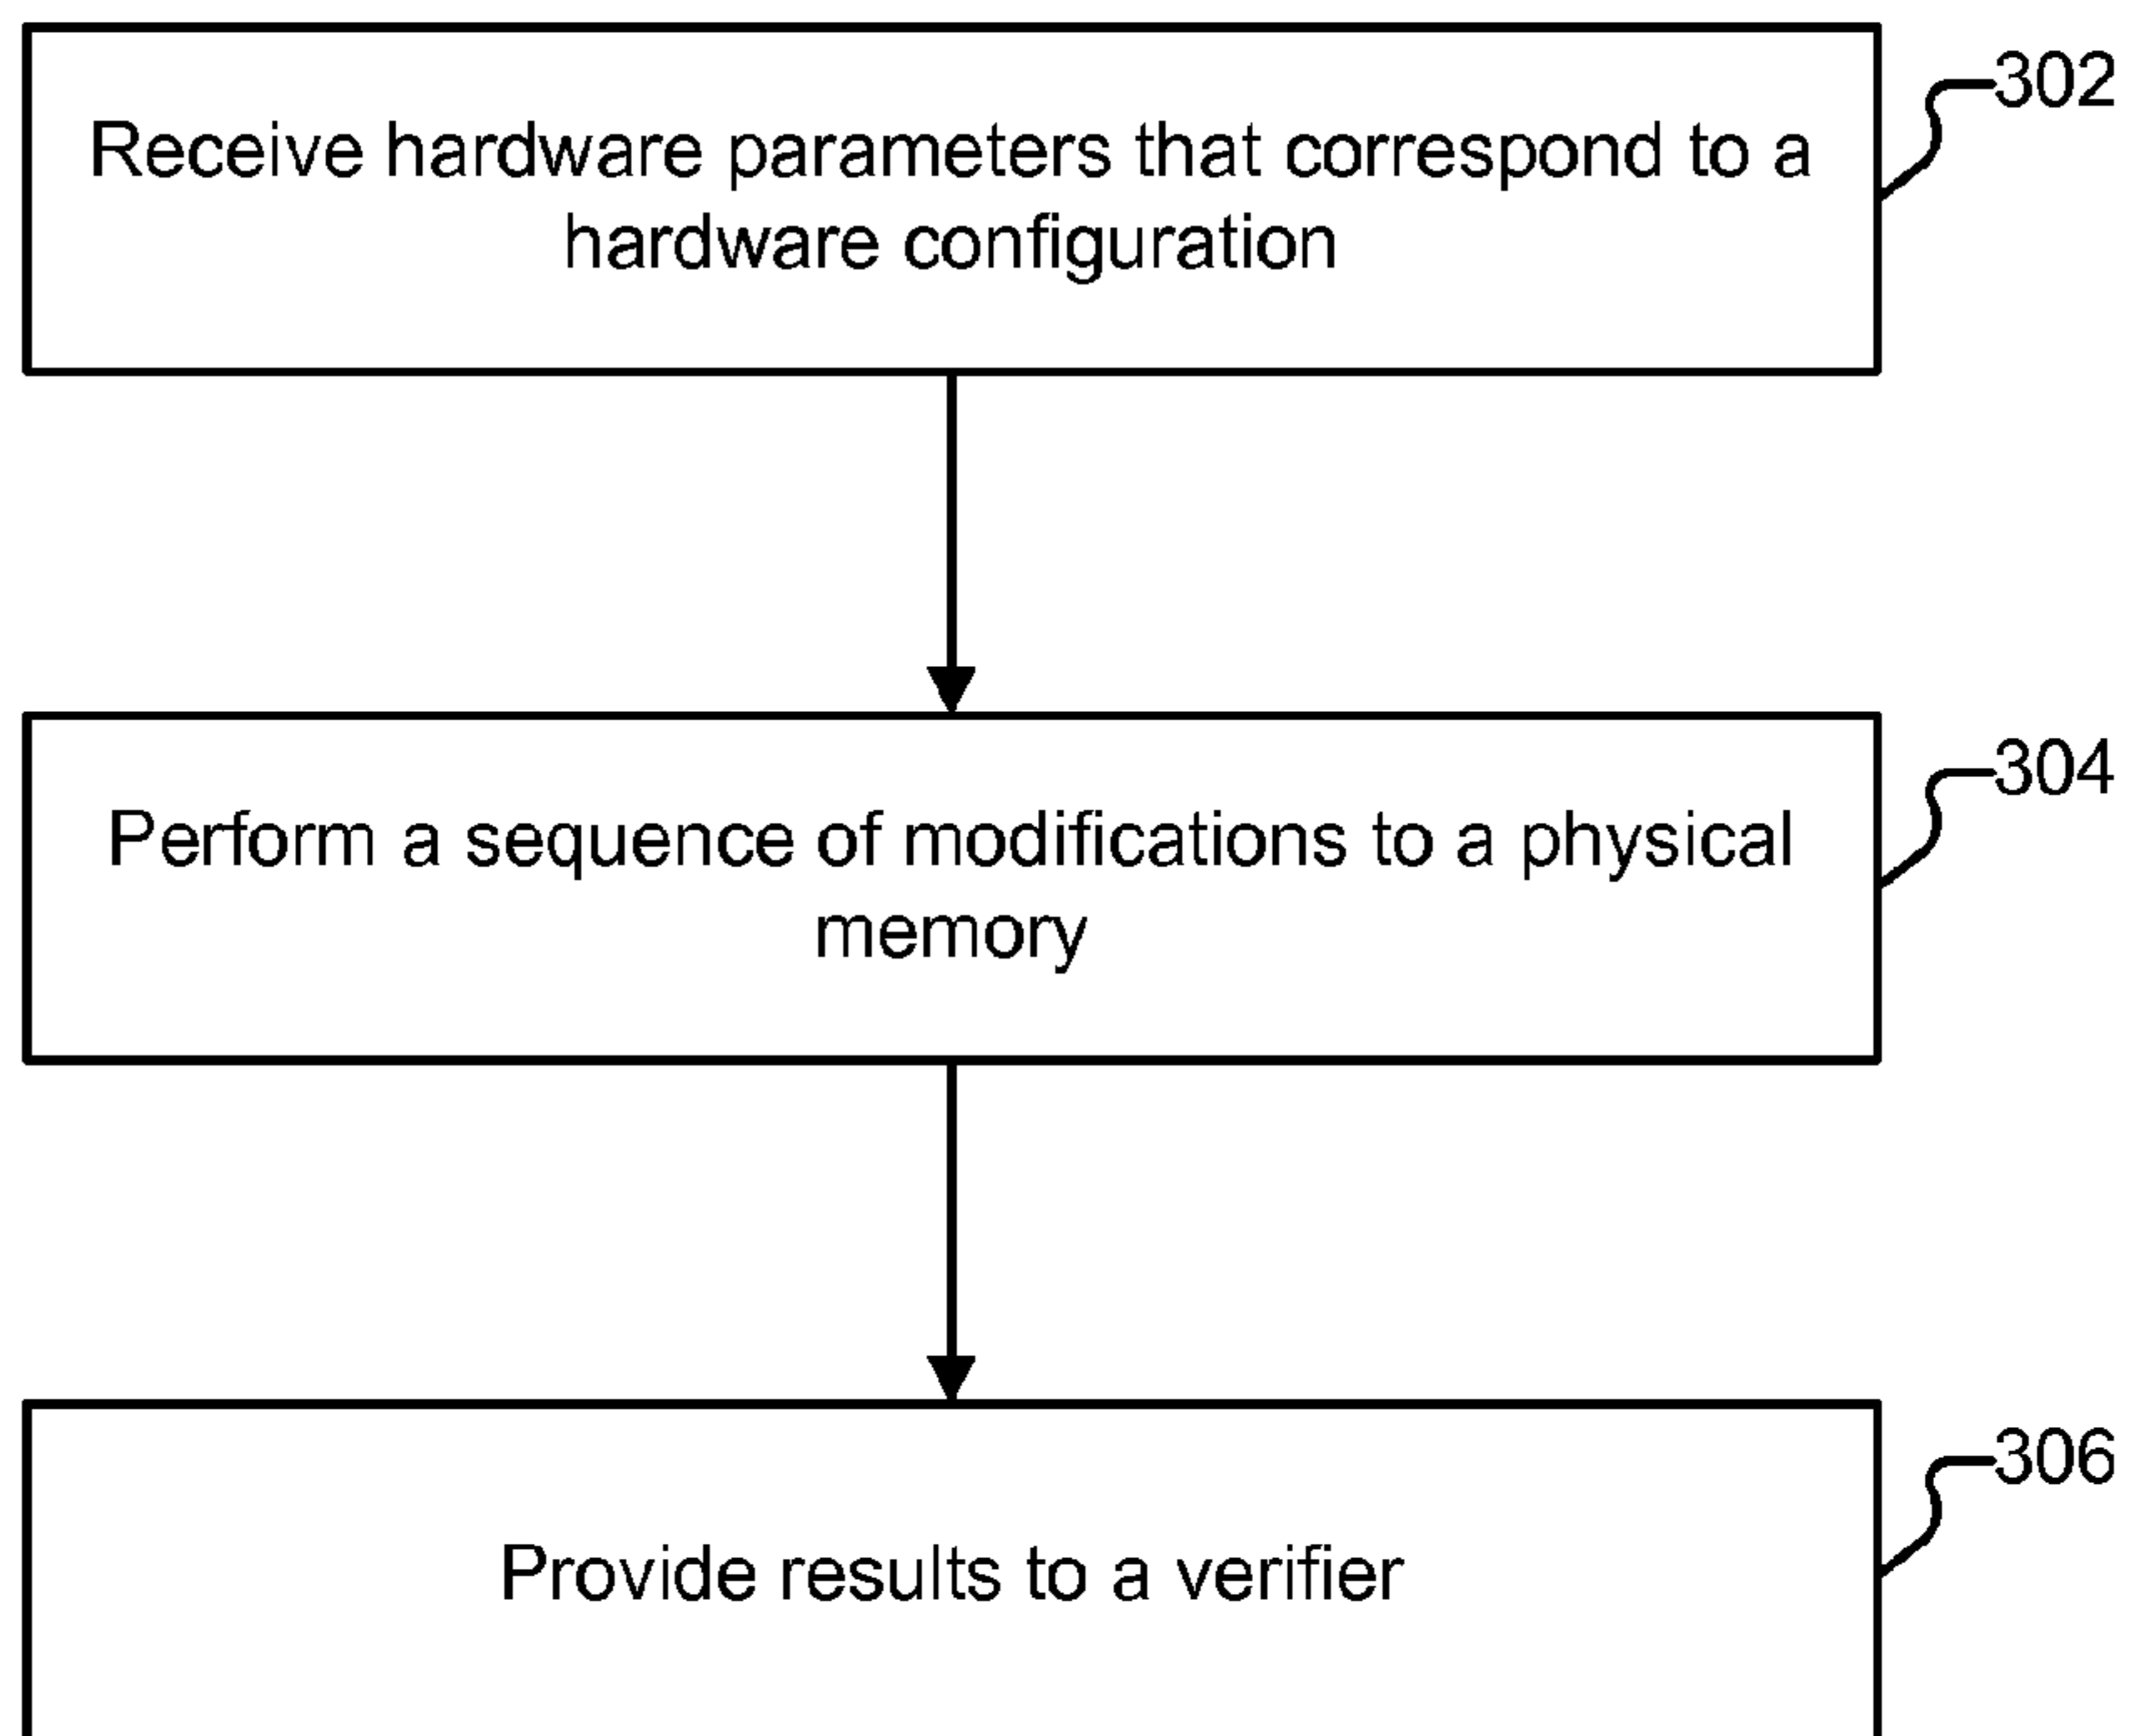 302
Receive hardware parameters that correspond to a
hardware configuration
304
Perform a sequence of modifications to a physical
memory
306
Provide results to a verifier